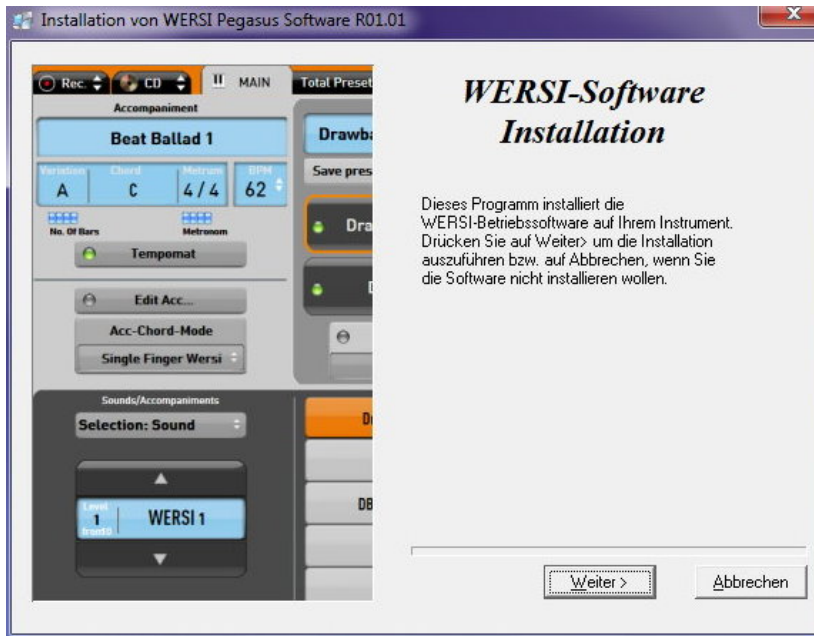 Installation von WERSI Pegasus Software R01.01
Rec. CD MAIN Total Preset
Accompaniment
Beat Ballad 1
Variation Chord Metrum BPM
A C 4/4 62
No. Of Bars Metronom
Tempomat
Edit Acc...
Acc-Chord-Mode
Single Finger Wersi
Sounds/Accompaniments
Selection: Sound
Level
1
front0
WERSI 1
Save pres
DB
WERSI-Software
Installation
Dieses Programm installiert die
WERSI-Betriebssoftware auf Ihrem Instrument.
Drücken Sie auf Weiter> um die Installation
auszuführen bzw. auf Abbrechen, wenn Sie
die Software nicht installieren wollen.
Weiter >
Abbrechen